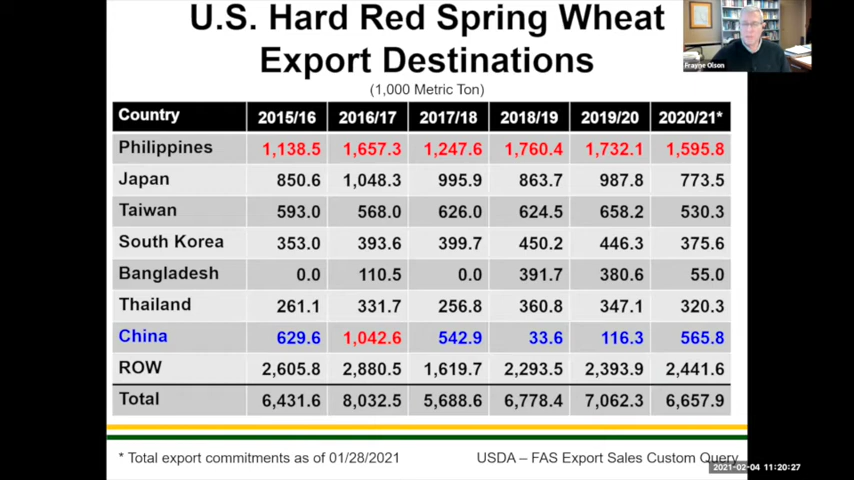 U.S. Hard Red Spring Wheat
Export Destinations
(1,000 Metric Ton)
Country 2015/16 2016/17 2017/18 2018/19 2019/20 2020/21*
Philippines 1,138.5 1,657.3 1,247.6 1,760.4 1,732.1 1,595.8
Japan 850.6 1,048.3 995.9 863.7 987.8 773.5
Taiwan 593.0 568.0 626.0 624.5 658.2 530.3
South Korea 353.0 393.6 399.7 450.2 446.3 375.6
Bangladesh 0.0 110.5 0.0 391.7 380.6 55.0
Thailand 261.1 331.7 256.8 360.8 347.1 320.3
China 629.6 1,042.6 542.9 33.6 116.3 565.8
ROW 2,605.8 2,880.5 1,619.7 2,293.5 2,393.9 2,441.6
Total 6,431.6 8,032.5 5,688.6 6,778.4 7,062.3 6,657.9
* Total export commitments as of 01/28/2021 USDA – FAS Export Sales Custom Query
Frayne Olson
2021-02-04 11:20:27